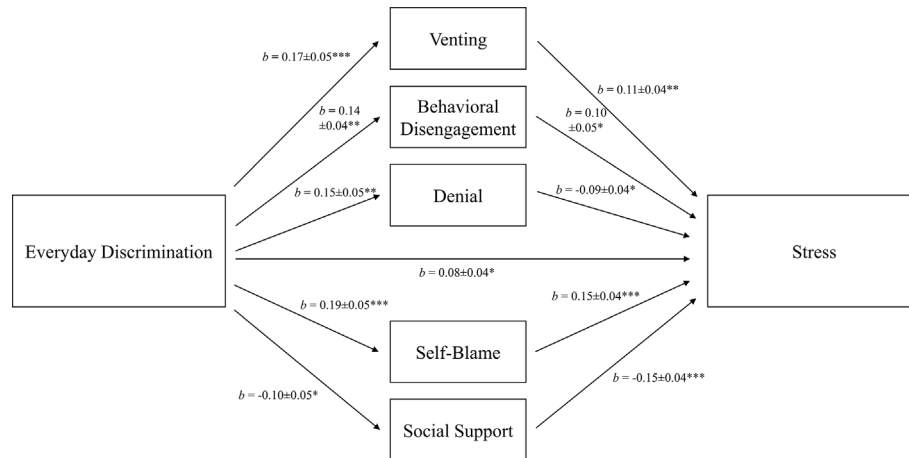 Venting
b = 0.17±0.05***
b = 0.11±0.04**
b = 0.14
±0.04**
Behavioral
Disengagement
b = 0.10
±0.05*
b = 0.15±0.05**
Denial
b = -0.09±0.04*
Everyday Discrimination
Stress
b = 0.08±0.04*
b = 0.19±0.05***
b = 0.15±0.04***
Self-Blame
b = -0.10±0.05*
b = -0.15±0.04***
Social Support